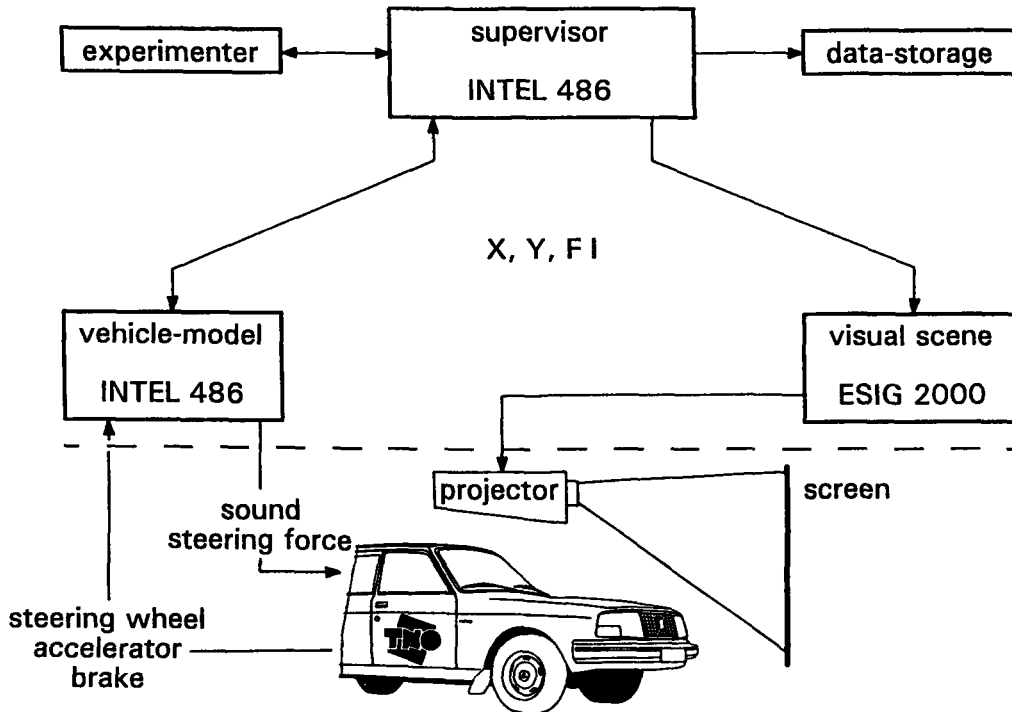 experimenter
supervisor
INTEL 486
data-storage
X, Y, FI
vehicle-model
INTEL 486
visual scene
ESIG 2000
projector
screen
sound
steering force
steering wheel
accelerator
brake
TNO